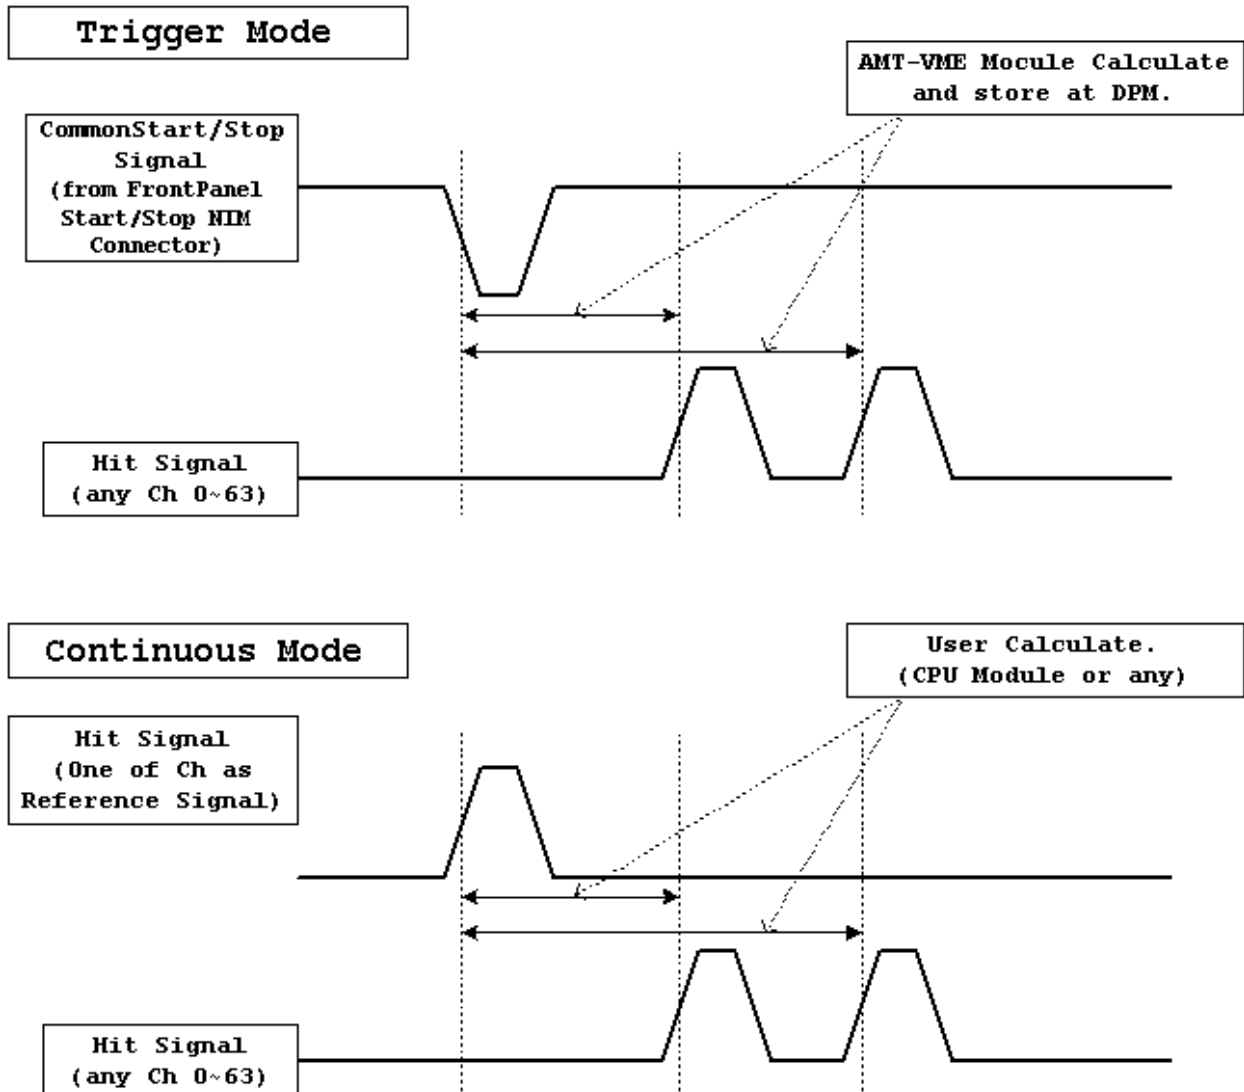 Trigger Mode
AMT-VME Mocule Calculate
and store at DPM.
CommonStart/Stop
Signal
(from FrontPanel
Start/Stop NIM
Connector)
Hit Signal
(any Ch 0~63)
Continuous Mode
User Calculate.
(CPU Module or any)
Hit Signal
(One of Ch as
Reference Signal)
Hit Signal
(any Ch 0~63)